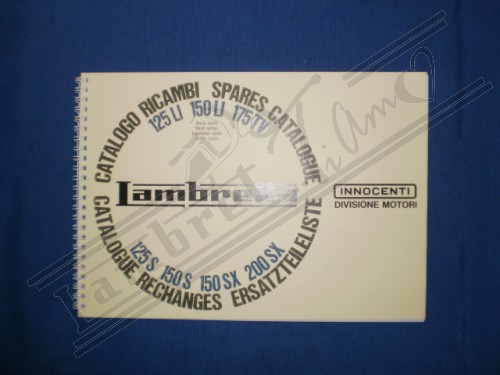 CATALOGO RICAMBI SPARES CATALOGUE
125 LI 150 LI 175 TV
Lambretta
INNOCENTI
DIVISIONE MOTORI
125 S 150 S 150 SX 200 SX
CATALOGUE RECHANGES ERSATZTEILELISTE